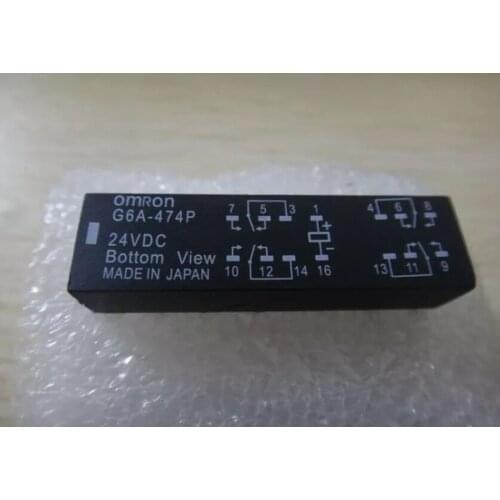 omron
G6A-474P
24VDC
Bottom View
MADE IN JAPAN
7 5 3 1 4 6 8
+
-
10 12 14 16 13 11 9